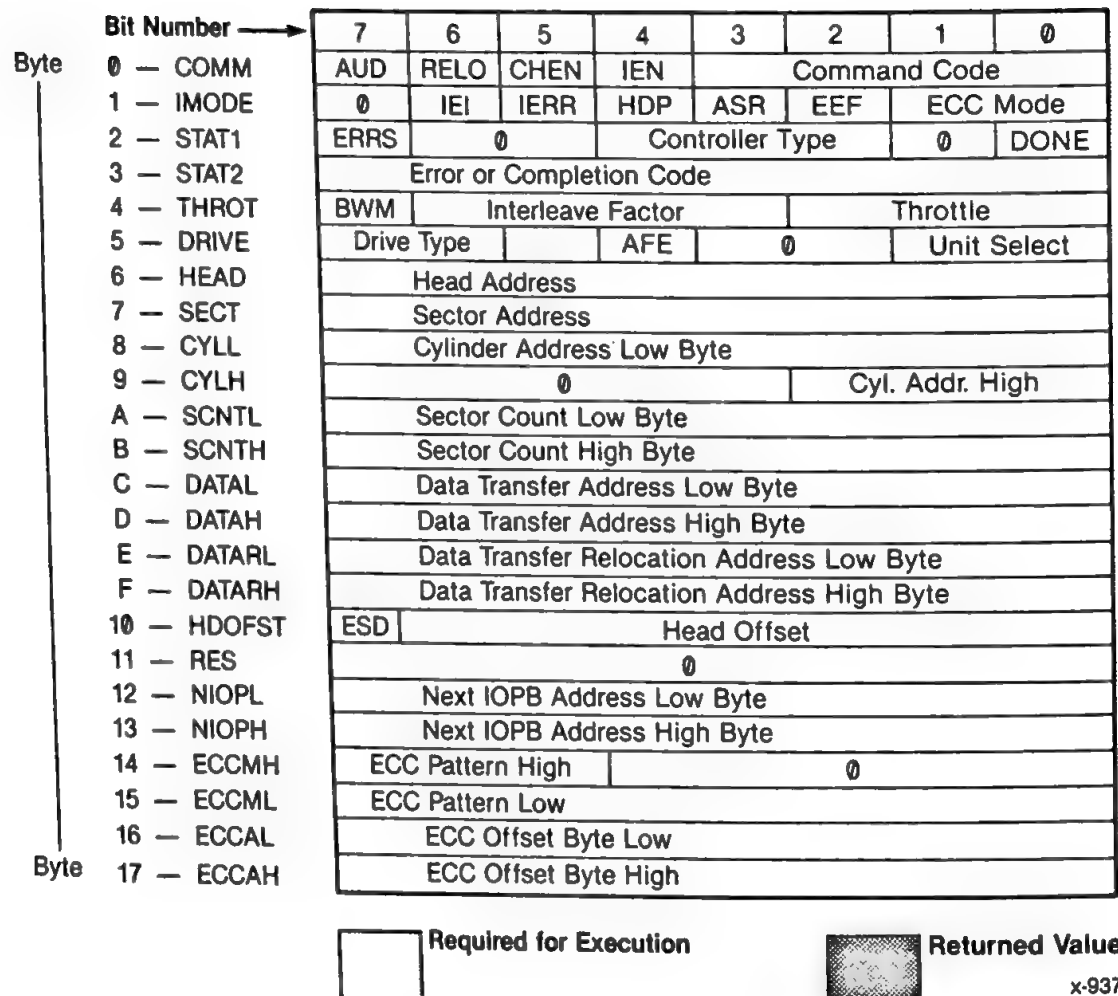 Bit Number 7 6 5 4 3 2 1 0
Byte 0 — COMM AUD RELO CHEN IEN Command Code
1 — IMODE 0 IEI IERR HDP ASR EEF ECC Mode
2 — STAT1 ERRS 0 Controller Type 0 DONE
3 — STAT2 Error or Completion Code
4 — THROT BWM Interleave Factor Throttle
5 — DRIVE Drive Type AFE 0 Unit Select
6 — HEAD Head Address
7 — SECT Sector Address
8 — CYLL Cylinder Address Low Byte
9 — CYLH 0 Cyl. Addr. High
A — SCNTL Sector Count Low Byte
B — SCNTH Sector Count High Byte
C — DATAL Data Transfer Address Low Byte
D — DATAH Data Transfer Address High Byte
E — DATARL Data Transfer Relocation Address Low Byte
F — DATARH Data Transfer Relocation Address High Byte
10 — HDOFST ESD Head Offset
11 — RES 0
12 — NIOPL Next IOPB Address Low Byte
13 — NIOPH Next IOPB Address High Byte
14 — ECCMH ECC Pattern High 0
15 — ECCML ECC Pattern Low
16 — ECCAL ECC Offset Byte Low
Byte 17 — ECCAH ECC Offset Byte High
Required for Execution Returned Value
x-937